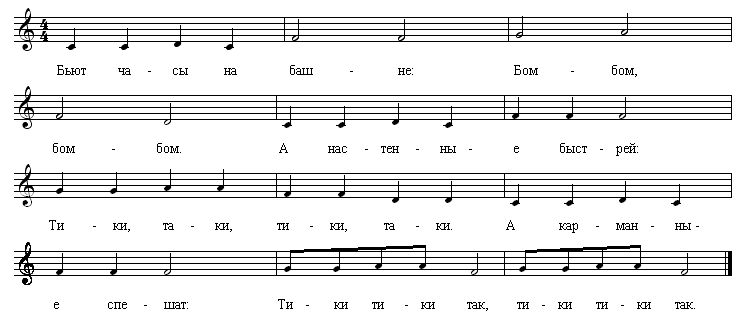 4 4
Бьют ча - сы на баш - не: Бом - бом,
бом - бом. А нас - тен - ны - е быст - рей:
Ти - ки, та - ки, ти - ки, та - ки. А кар - ман - ны -
е спе - шат: Ти - ки ти - ки так, ти - ки ти - ки так.